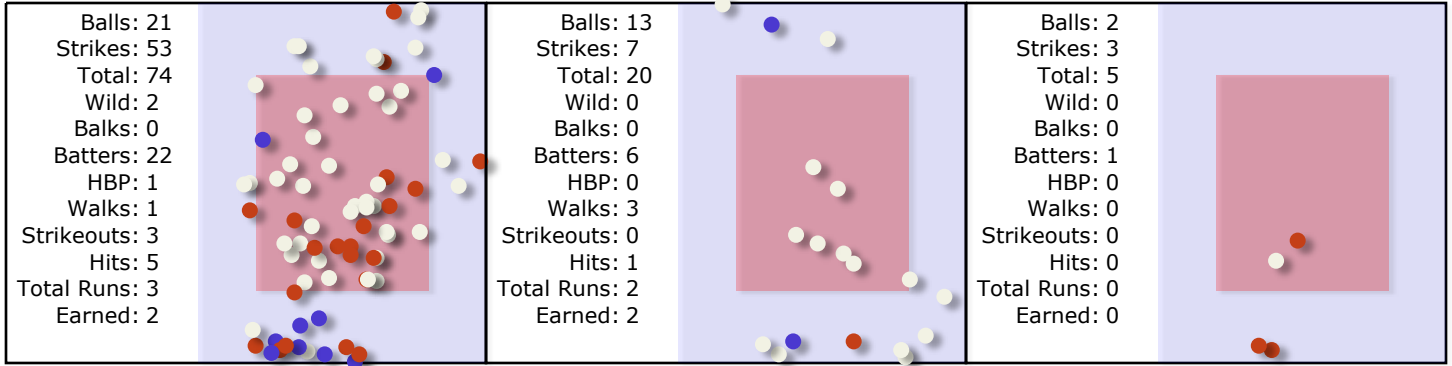 Balls: 21
Strikes: 53
Total: 74
Wild: 2
Balks: 0
Batters: 22
HBP: 1
Walks: 1
Strikeouts: 3
Hits: 5
Total Runs: 3
Earned: 2
Balls: 13
Strikes: 7
Total: 20
Wild: 0
Balks: 0
Batters: 6
HBP: 0
Walks: 3
Strikeouts: 0
Hits: 1
Total Runs: 2
Earned: 2
Balls: 2
Strikes: 3
Total: 5
Wild: 0
Balks: 0
Batters: 1
HBP: 0
Walks: 0
Strikeouts: 0
Hits: 0
Total Runs: 0
Earned: 0